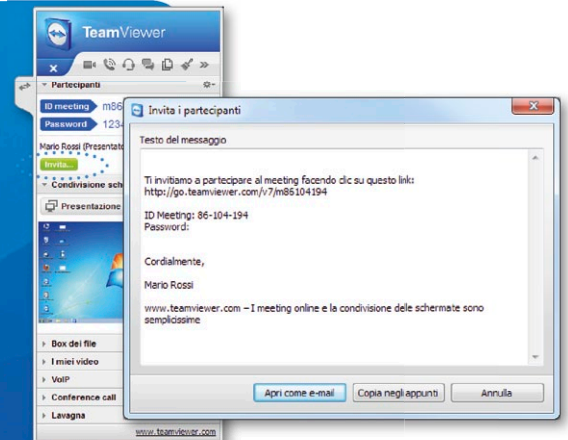 TeamViewer
Partecipanti
ID meeting m86
Password 1234
Mario Rossi (Presentato
Invita...
Condivisione sch
Presentazione
Box dei file
I miei video
VoIP
Conference call
Lavagna
www.teamviewer.com
Invita i partecipanti
Testo del messaggio
Ti invitiamo a partecipare al meeting facendo clic su questo link:
http://go.teamviewer.com/v7/m86104194
ID Meeting: 86-104-194
Password:
Cordialmente,
Mario Rossi
www.teamviewer.com – I meeting online e la condivisione delle schermate sono
semplicissime
Apri come e-mail
Copia negli appunti
Annulla